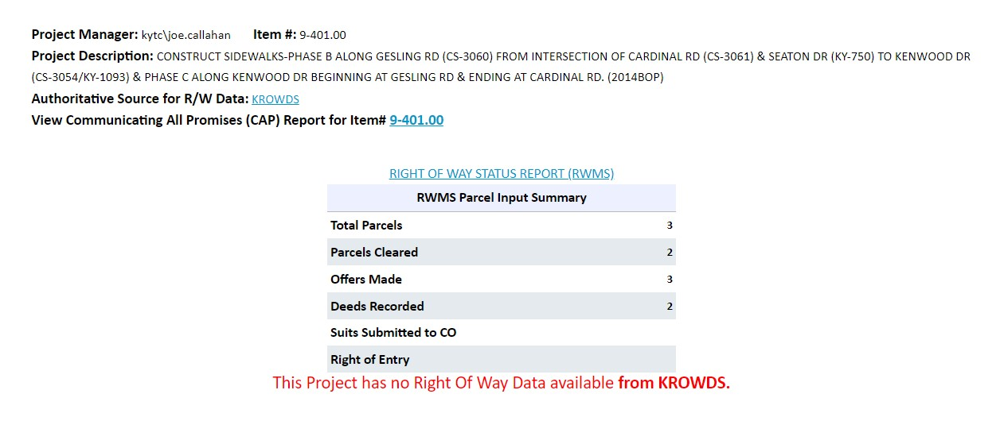 Project Manager: kytc\joe.callahan Item #: 9-401.00
Project Description: CONSTRUCT SIDEWALKS-PHASE B ALONG GESLING RD (CS-3060) FROM INTERSECTION OF CARDINAL RD (CS-3061) & SEATON DR (KY-750) TO KENWOOD DR
(CS-3054/KY-1093) & PHASE C ALONG KENWOOD DR BEGINNING AT GESLING RD & ENDING AT CARDINAL RD. (2014BOP)
Authoritative Source for R/W Data: KROWDS
View Communicating All Promises (CAP) Report for Item# 9-401.00
RIGHT OF WAY STATUS REPORT (RWMS)
RWMS Parcel Input Summary
Total Parcels 3
Parcels Cleared 2
Offers Made 3
Deeds Recorded 2
Suits Submitted to CO
Right of Entry
This Project has no Right Of Way Data available from KROWDS.